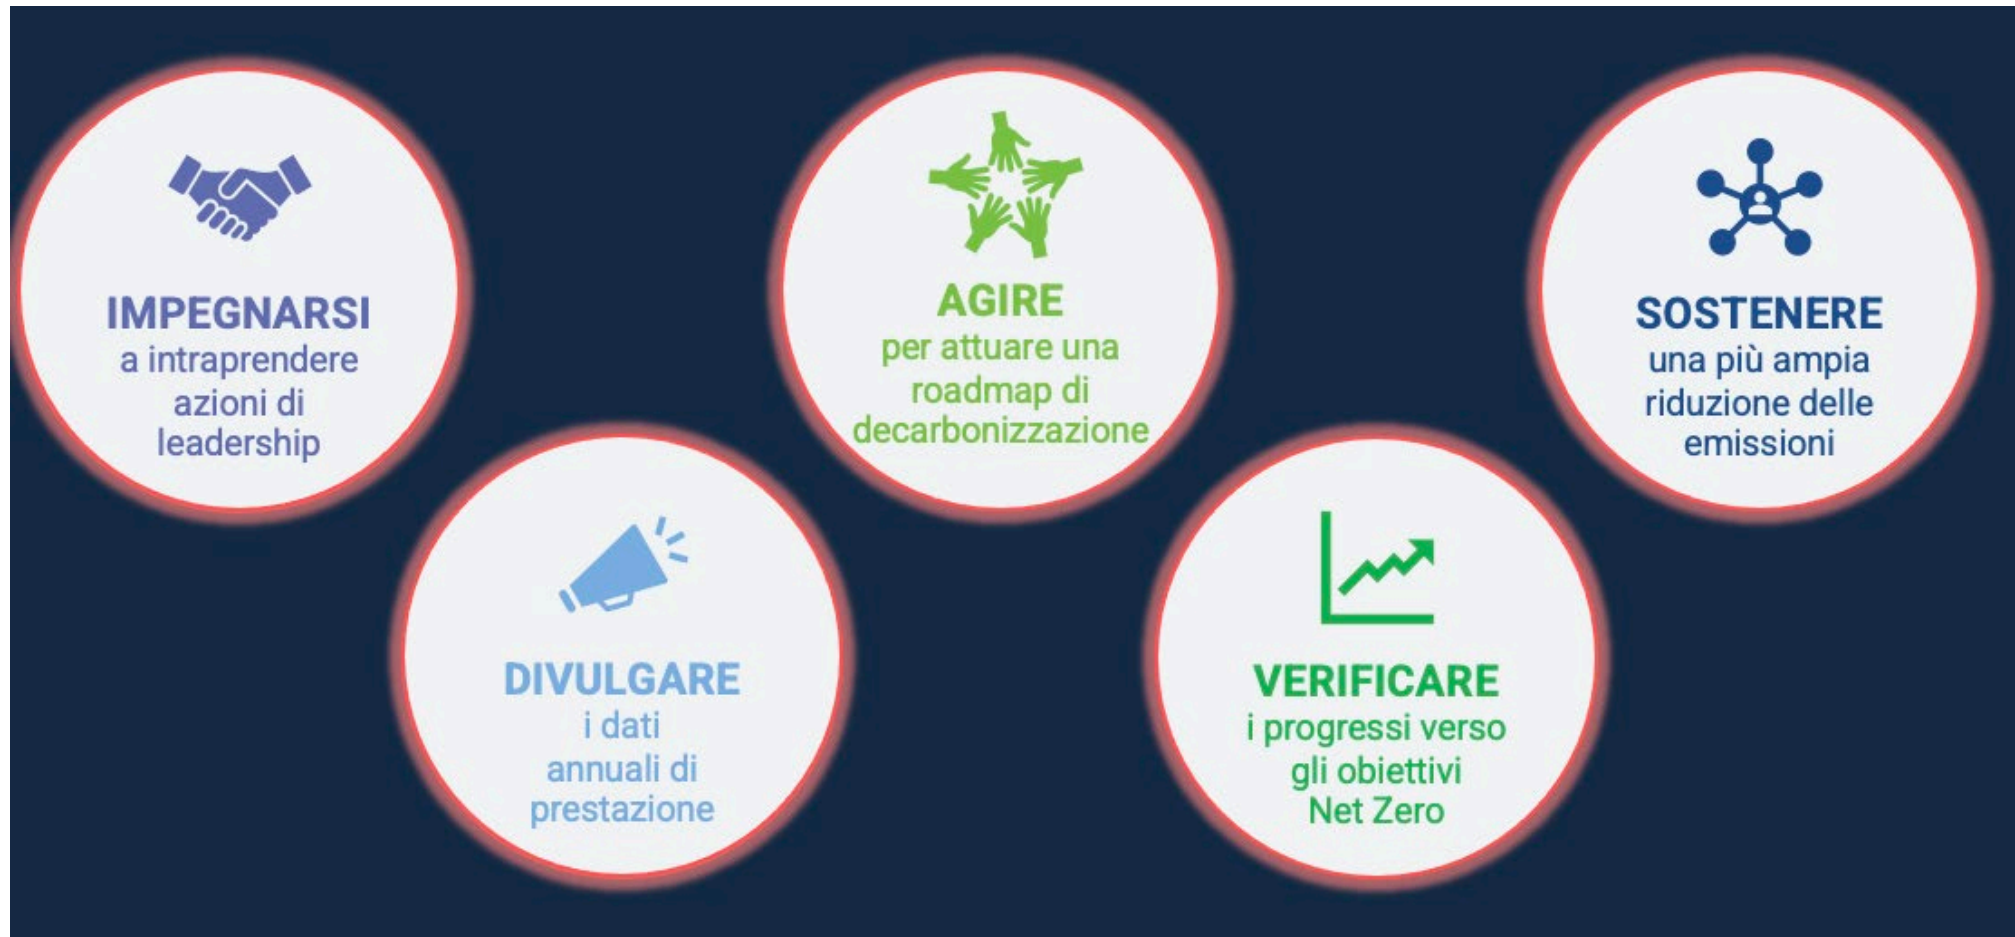 IMPEGNARSI
a intraprendere
azioni di
leadership
DIVULGARE
i dati
annuali di
prestazione
AGIRE
per attuare una
roadmap di
decarbonizzazione
VERIFICARE
i progressi verso
gli obiettivi
Net Zero
SOSTENERE
una più ampia
riduzione delle
emissioni